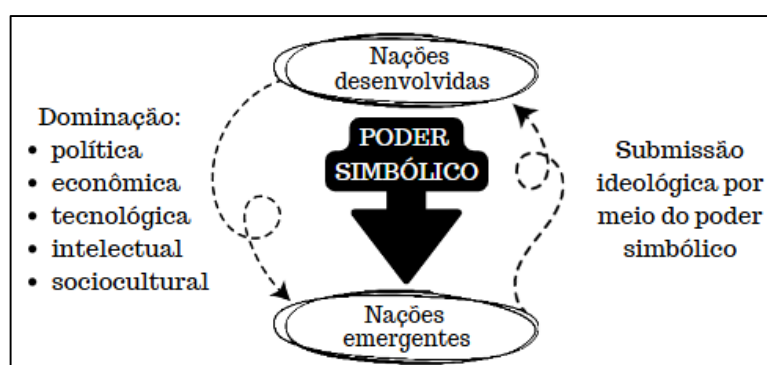 Nações
desenvolvidas
Dominação:
• política
• econômica
• tecnológica
• intelectual
• sociocultural
PODER
SIMBÓLICO
Submissão
ideológica por
meio do poder
simbólico
Nações
emergentes